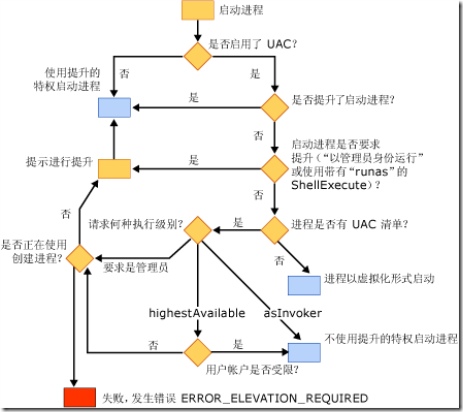 启动进程
是否启用了 UAC?
否
是
使用提升的
特权启动进程
是
是否提升了启动进程?
否
启动进程是否要求
提升(“以管理员身份运行”
或使用带有“runas”的
ShellExecute)?
提示进行提升
是
否
否
请求何种执行级别?
是
进程是否有 UAC 清单?
是否正在使用
创建进程?
要求是管理员
否
进程以虚拟化形式启动
highestAvailable
asInvoker
不使用提升的特权启动进程
否
是
用户帐户是否受限?
是
失败,发生错误 ERROR_ELEVATION_REQUIRED